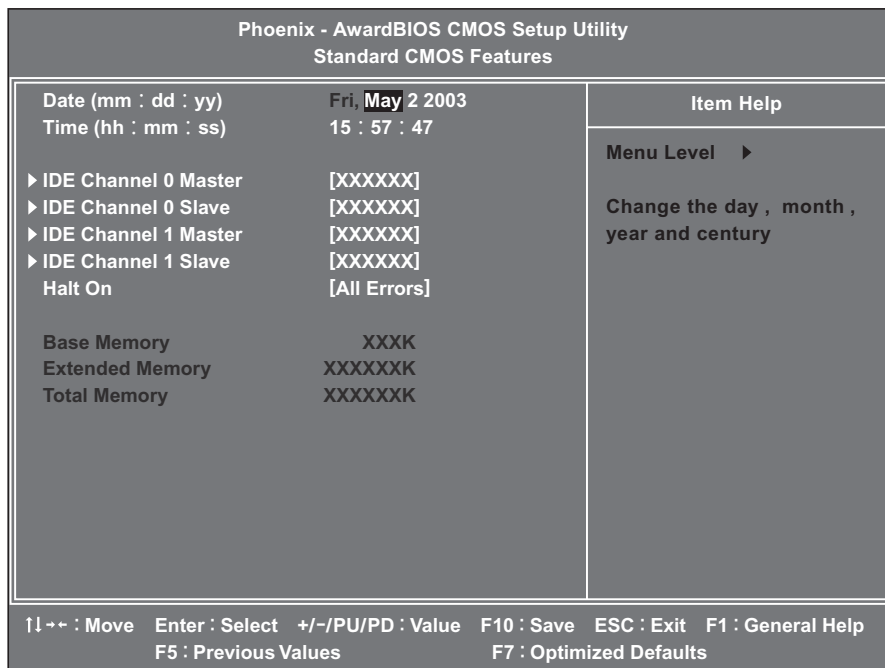 Phoenix - AwardBIOS CMOS Setup Utility
Standard CMOS Features
Date (mm : dd : yy) Fri, May 2 2003
Time (hh : mm : ss) 15 : 57 : 47
IDE Channel 0 Master [XXXXXX]
IDE Channel 0 Slave [XXXXXX]
IDE Channel 1 Master [XXXXXX]
IDE Channel 1 Slave [XXXXXX]
Halt On [All Errors]
Base Memory XXXK
Extended Memory XXXXXXK
Total Memory XXXXXXK
Item Help
Menu Level
Change the day , month ,
year and century
↑↓→← : Move Enter : Select +/-/PU/PD : Value F10 : Save ESC : Exit F1 : General Help
F5 : Previous Values F7 : Optimized Defaults